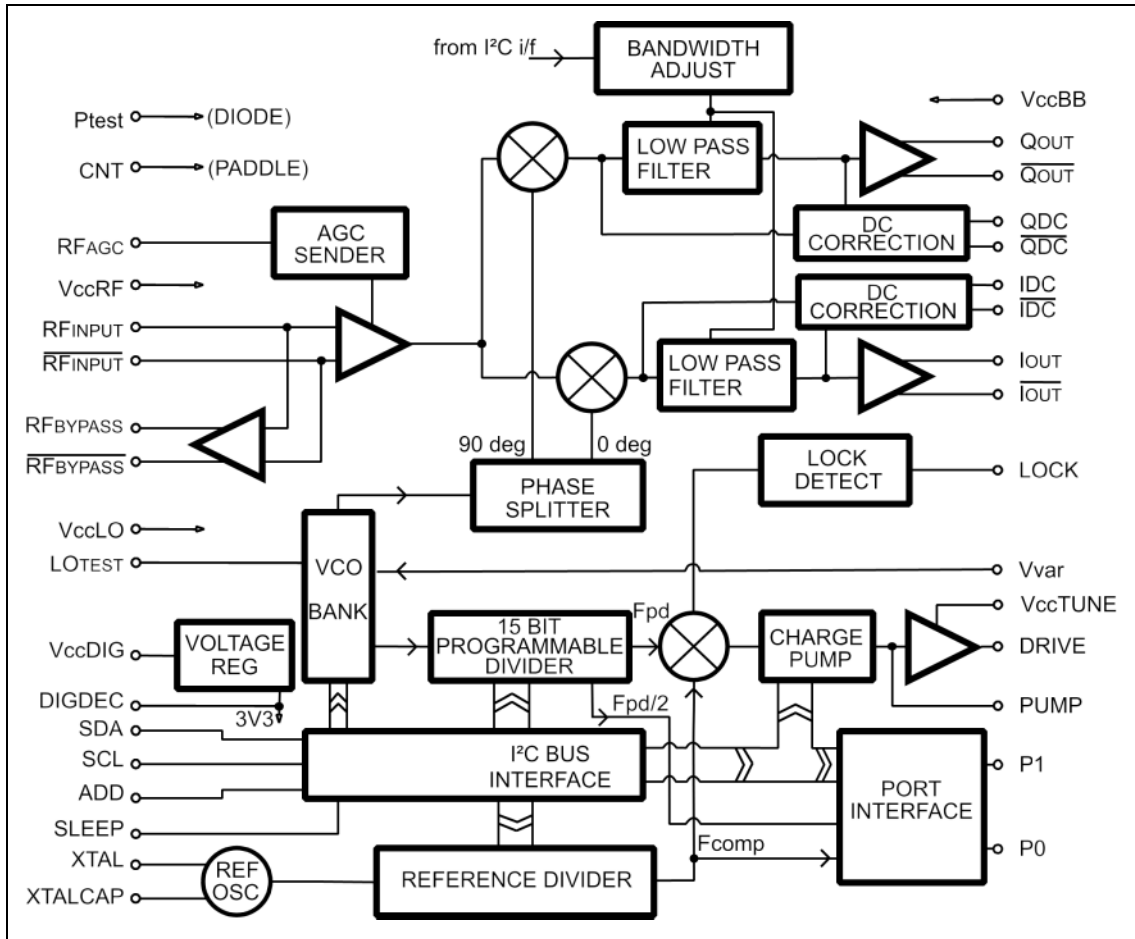 from I²C i/f
BANDWIDTH
ADJUST
Ptest
(DIODE)
VccBB
CNT
(PADDLE)
LOW PASS
FILTER
QOUT
QOUT
RFAGC
AGC
SENDER
DC
CORRECTION
QDC
QDC
VccRF
DC
CORRECTION
IDC
IDC
RFINPUT
RFINPUT
LOW PASS
FILTER
IOUT
IOUT
RFBYPASS
RFBYPASS
90 deg
0 deg
PHASE
SPLITTER
LOCK
DETECT
LOCK
VccLO
LOTEST
VCO
BANK
Vvar
VccTUNE
VccDIG
VOLTAGE
REG
15 BIT
PROGRAMMABLE
DIVIDER
Fpd
CHARGE
PUMP
DRIVE
DIGDEC
3V3
Fpd/2
PUMP
SDA
SCL
ADD
I²C BUS
INTERFACE
PORT
INTERFACE
P1
SLEEP
Fcomp
P0
XTAL
XTALCAP
REF
OSC
REFERENCE DIVIDER